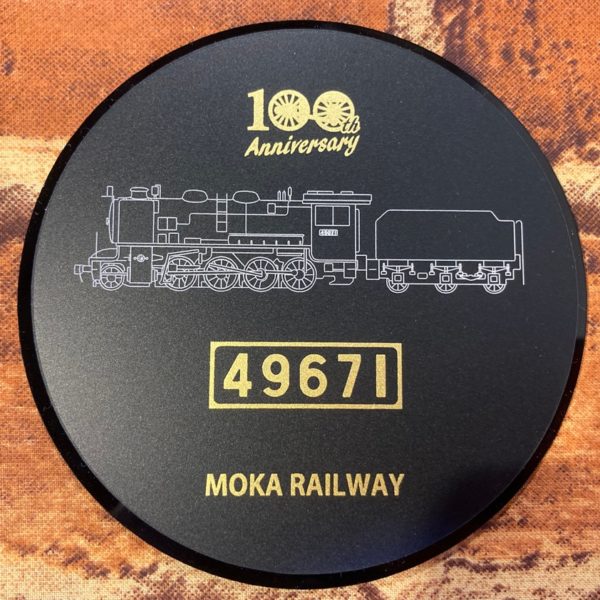 100th
Anniversary
49671
49671
MOKA RAILWAY